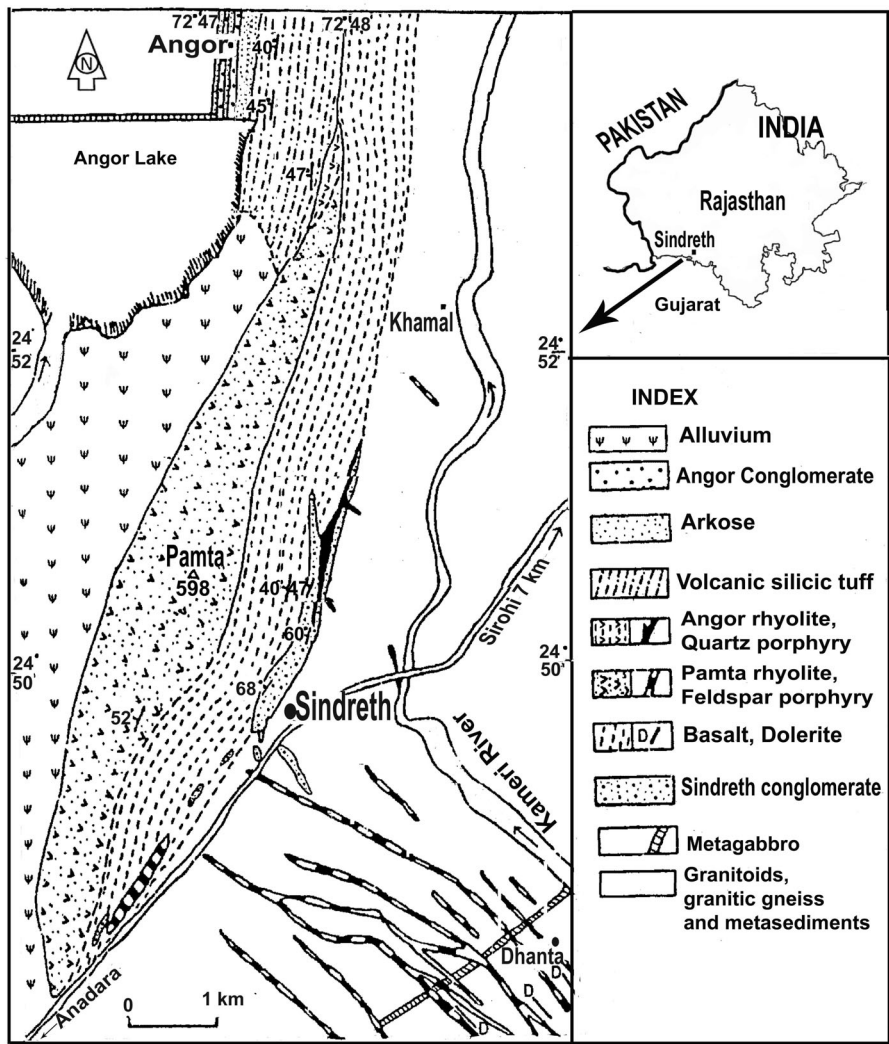 72°47
72°48
Angor
40
N
45
Angor Lake
47
Khamal
24°
52
24°
52'
Pamta
598
40-47
60
Sirohi 7 km
24°
50
24°
50'
68
Sindreth
52
Kameri River
Dhanta
D
D
D
D
Anadara
0 1 km
PAKISTAN
INDIA
Rajasthan
Sindreth
Gujarat
INDEX
Alluvium
Angor Conglomerate
Arkose
Volcanic silicic tuff
Angor rhyolite,
Quartz porphyry
Pamta rhyolite,
Feldspar porphyry
D
Basalt, Dolerite
Sindreth conglomerate
Metagabbro
Granitoids,
granitic gneiss
and metasediments